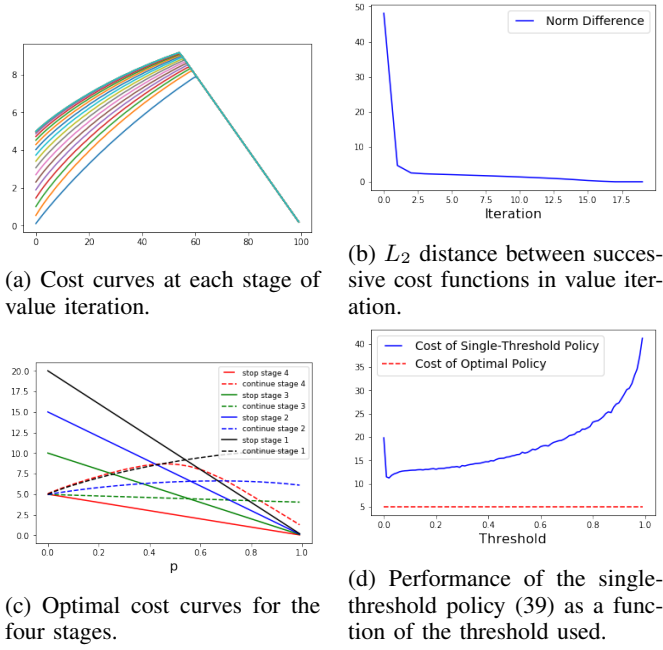 8
6
4
2
0
0 20 40 60 80 100
(a) Cost curves at each stage of
value iteration.
50
40
30
20
10
0
0.0 2.5 5.0 7.5 10.0 12.5 15.0 17.5
Iteration
Norm Difference
(b) L2 distance between succes-
sive cost functions in value iter-
ation.
20.0
17.5
15.0
12.5
10.0
7.5
5.0
2.5
0.0
0.0 0.2 0.4 0.6 0.8 1.0
p
stop stage 4
continue stage 4
stop stage 3
continue stage 3
stop stage 2
continue stage 2
stop stage 1
continue stage 1
(c) Optimal cost curves for the
four stages.
40
35
30
25
20
15
10
5
0.0 0.2 0.4 0.6 0.8 1.0
Threshold
Cost of Single-Threshold Policy
Cost of Optimal Policy
(d) Performance of the single-
threshold policy (39) as a func-
tion of the threshold used.